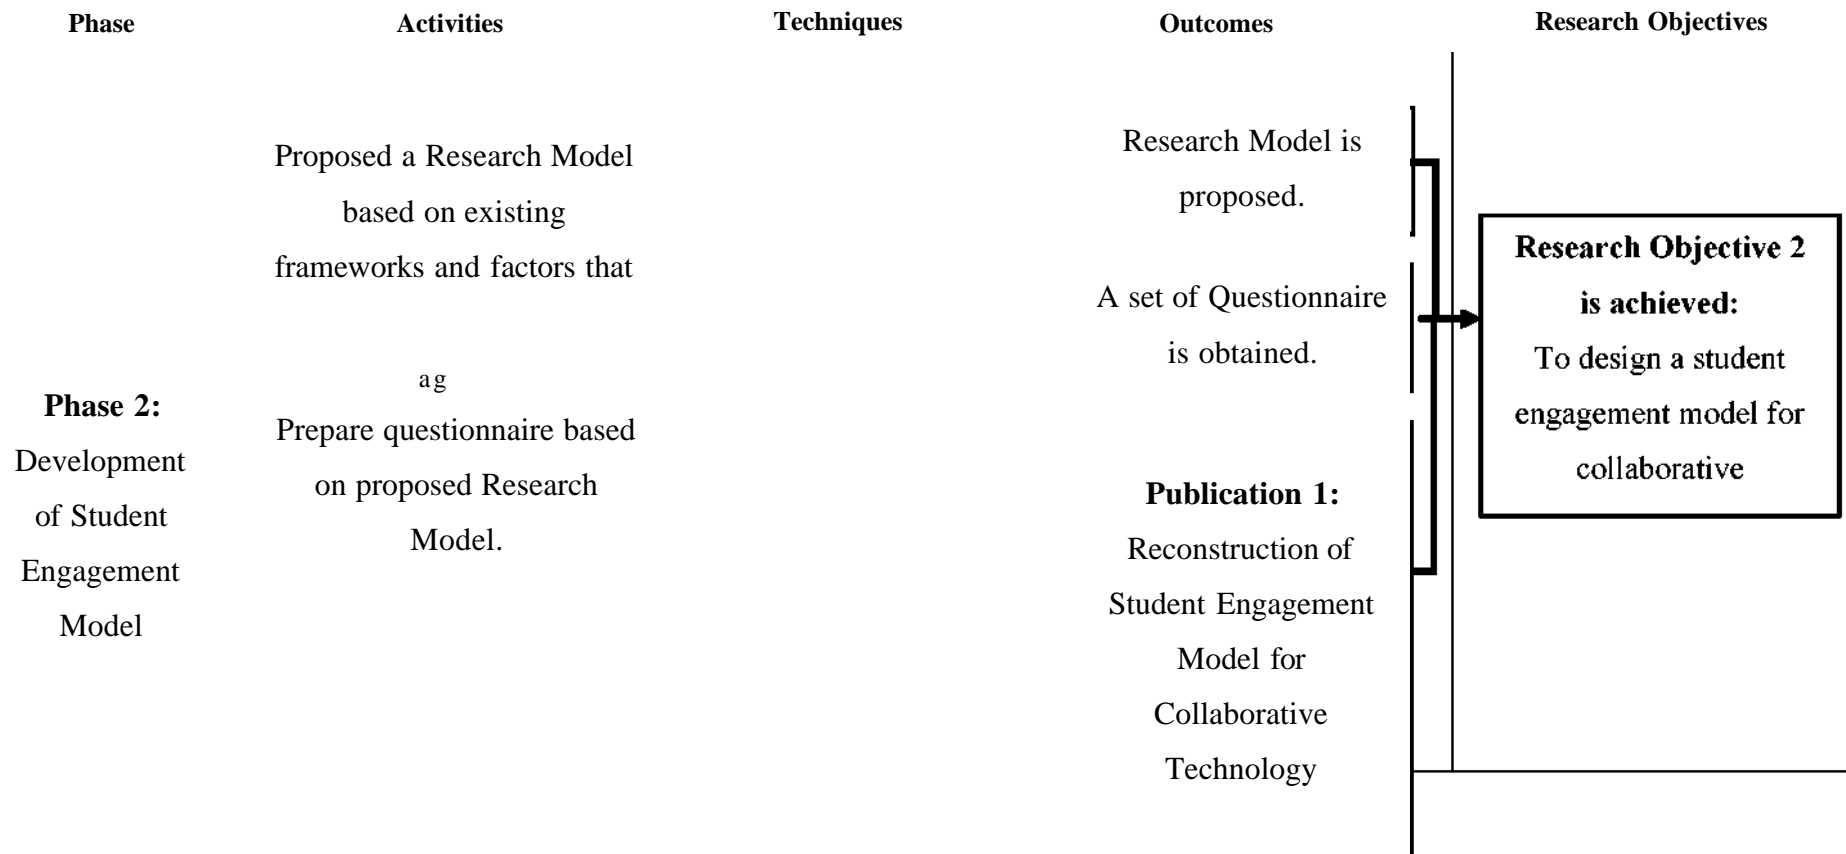 Phase Activities Techniques Outcomes Research Objectives
Phase 2:
Development
of Student
Engagement
Model
Proposed a Research Model
based on existing
frameworks and factors that
ag
Prepare questionnaire based
on proposed Research
Model.
Research Model is
proposed.
A set of Questionnaire
is obtained.
Publication 1:
Reconstruction of
Student Engagement
Model for
Collaborative
Technology
Research Objective 2
is achieved:
To design a student
engagement model for
collaborative